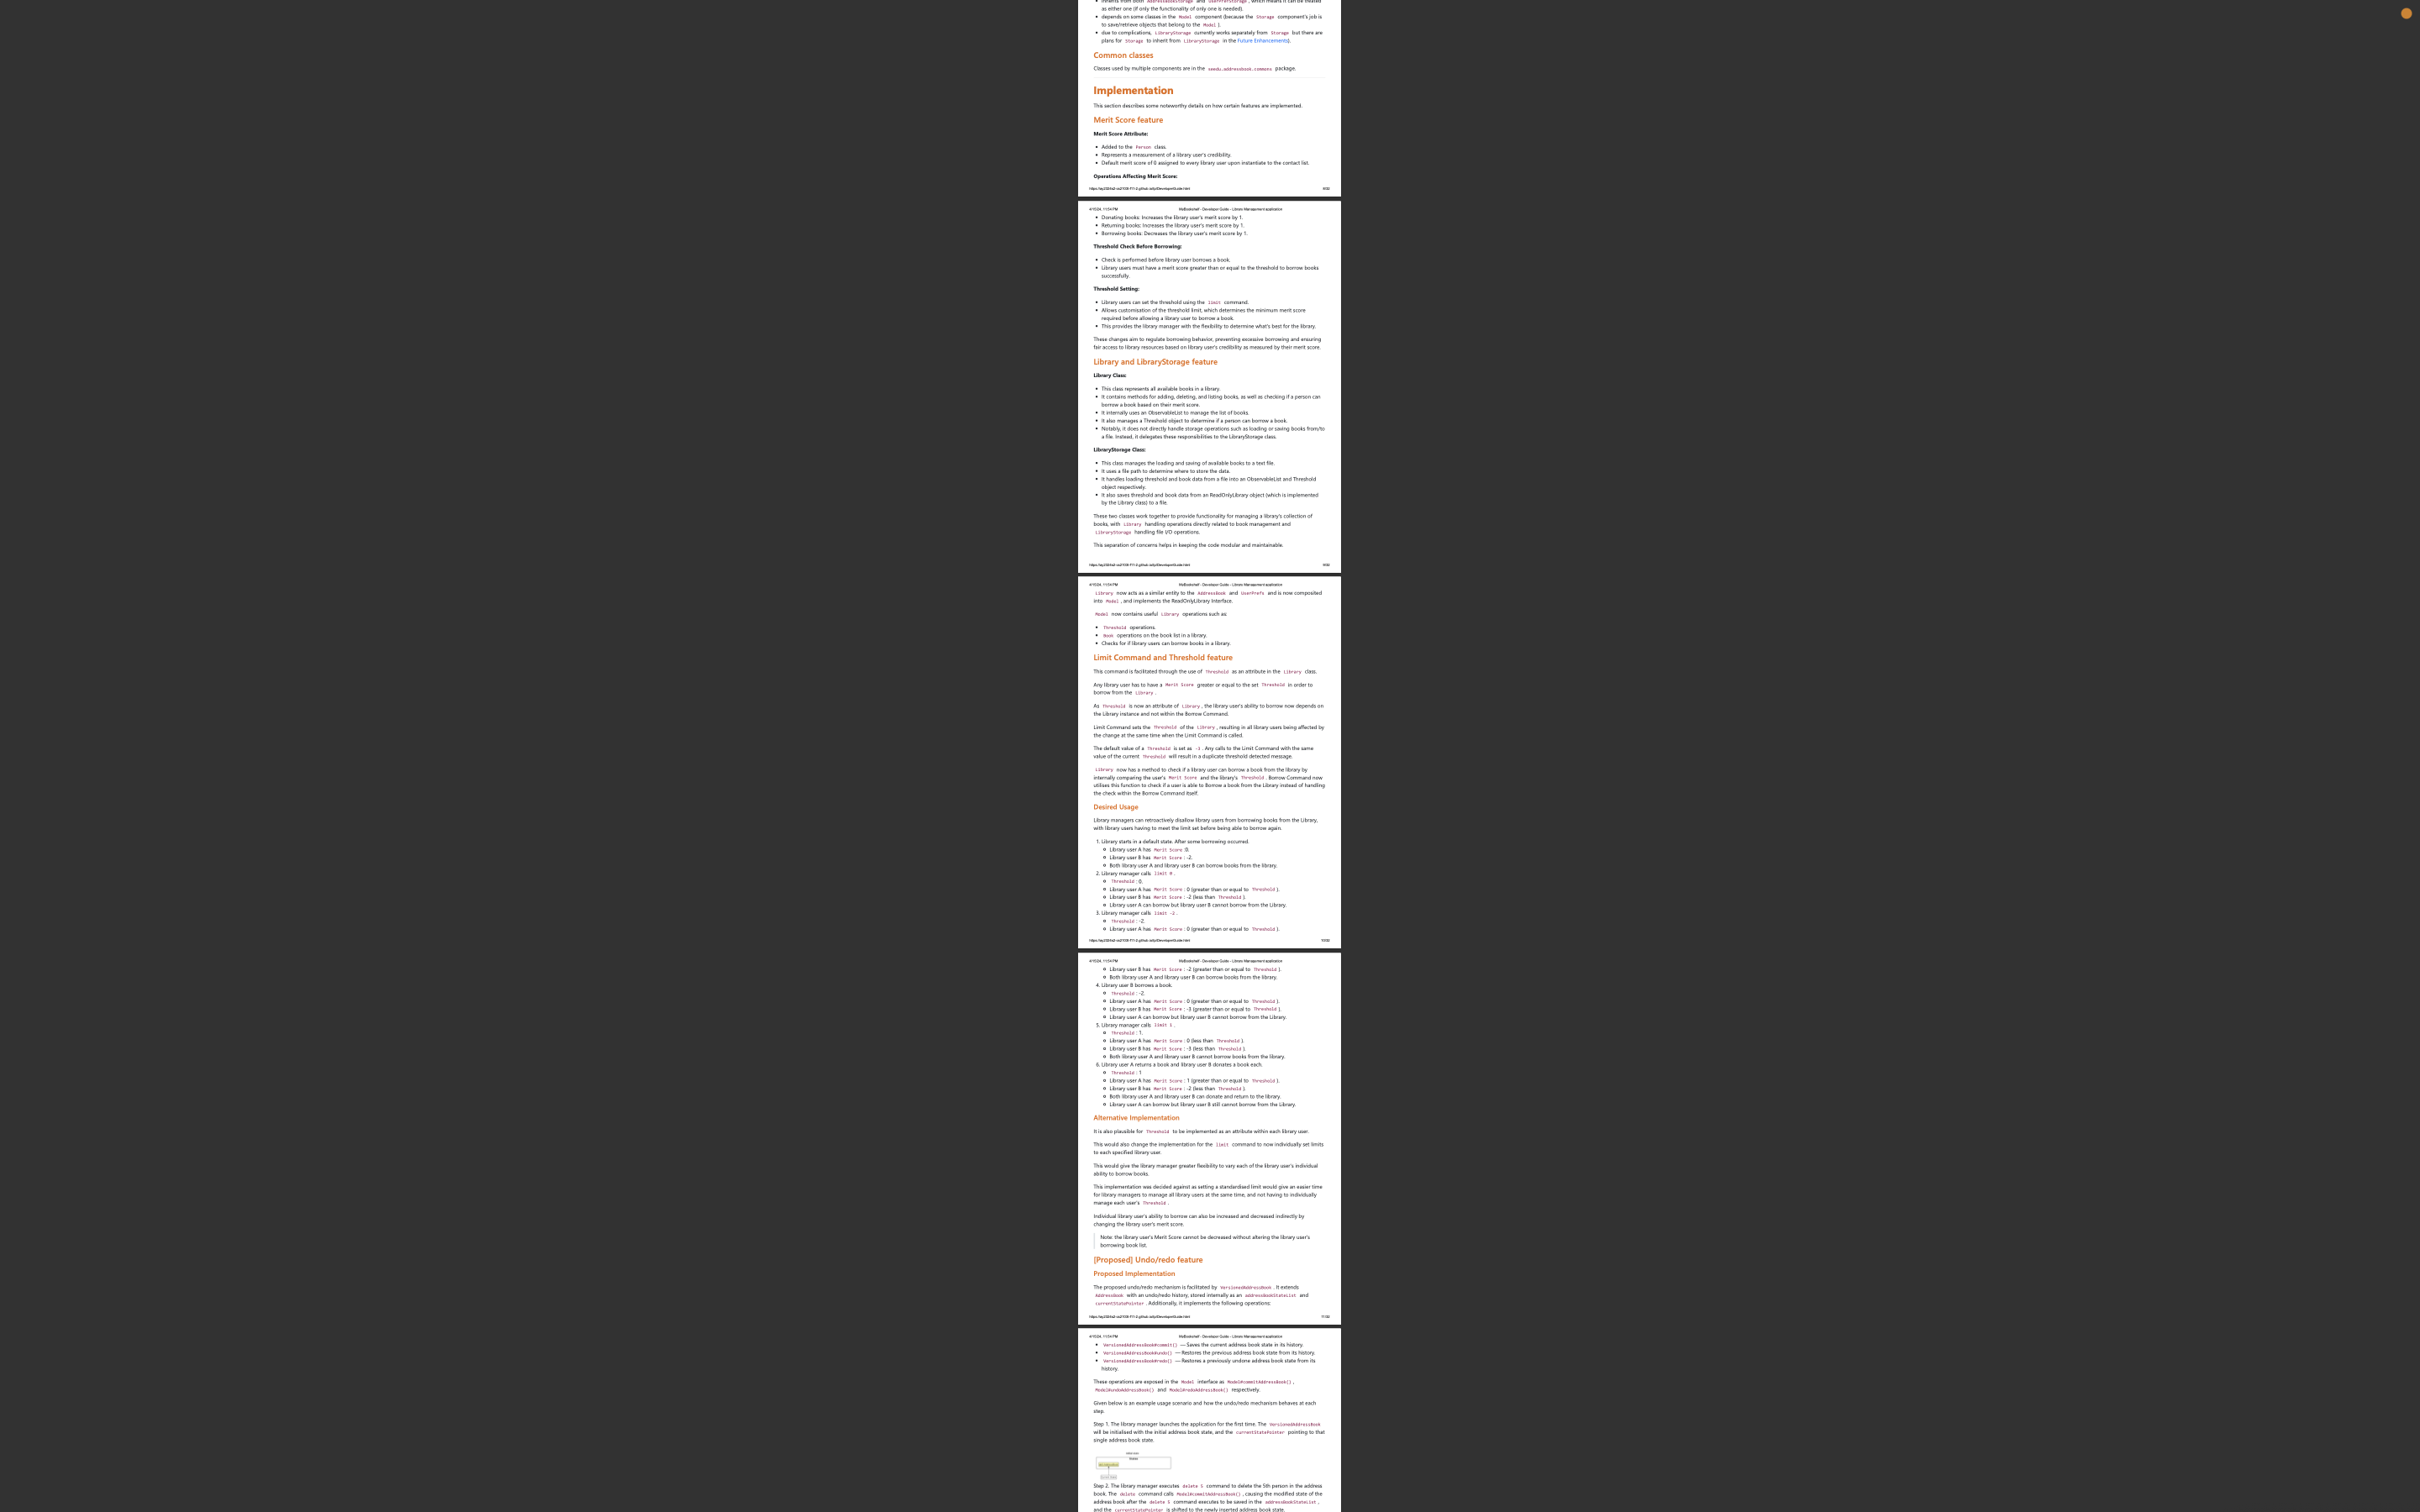 as either one (if only the functionality of only one is needed).
depends on some classes in the Model component (because the Storage component's job is
to save/retrieve objects that belong to the Model ).
due to complications, LibraryStorage currently works separately from Storage but there are
plans for Storage to inherit from LibraryStorage in the Future Enhancements).
Common classes
Classes used by multiple components are in the seedu.addressbook.commons package.
Implementation
This section describes some noteworthy details on how certain features are implemented.
Merit Score feature
Merit Score Attribute:
Added to the Person class.
Represents a measurement of a library user's credibility.
Default merit score of 0 assigned to every library user upon instantiate to the contact list.
Operations Affecting Merit Score:
4/15/24, 11:54 PM MyBookshelf - Developer Guide - Library Management application
Donating books: Increases the library user's merit score by 1.
Returning books: Increases the library user's merit score by 1.
Borrowing books: Decreases the library user's merit score by 1.
Threshold Check Before Borrowing:
Check is performed before library user borrows a book.
Library users must have a merit score greater than or equal to the threshold to borrow books
successfully.
Threshold Setting:
Library users can set the threshold using the limit command.
Allows customisation of the threshold limit, which determines the minimum merit score
required before allowing a library user to borrow a book.
This provides the library manager with the flexibility to determine what's best for the library.
These changes aim to regulate borrowing behavior, preventing excessive borrowing and ensuring
fair access to library resources based on library user's credibility as measured by their merit score.
Library and LibraryStorage feature
Library Class:
This class represents all available books in a library.
It contains methods for adding, deleting, and listing books, as well as checking if a person can
borrow a book based on their merit score.
It internally uses an ObservableList to manage the list of books.
It also manages a Threshold object to determine if a person can borrow a book.
Notably, it does not directly handle storage operations such as loading or saving books from/to
a file. Instead, it delegates these responsibilities to the LibraryStorage class.
LibraryStorage Class:
This class manages the loading and saving of available books to a text file.
It uses a file path to determine where to store the data.
It handles loading threshold and book data from a file into an ObservableList and Threshold
object respectively.
It also saves threshold and book data from an ReadOnlyLibrary object (which is implemented
by the Library class) to a file.
These two classes work together to provide functionality for managing a library's collection of
books, with Library handling operations directly related to book management and
LibraryStorage handling file I/O operations.
This separation of concerns helps in keeping the code modular and maintainable.
4/15/24, 11:54 PM MyBookshelf - Developer Guide - Library Management application
Library now acts as a similar entity to the AddressBook and UserPrefs and is now composited
into Model , and implements the ReadOnlyLibrary Interface.
Model now contains useful Library operations such as:
Threshold operations.
Book operations on the book list in a library.
Checks for if library users can borrow books in a library.
Limit Command and Threshold feature
This command is facilitated through the use of Threshold as an attribute in the Library class.
Any library user has to have a Merit Score greater or equal to the set Threshold in order to
borrow from the Library .
As Threshold is now an attribute of Library , the library user's ability to borrow now depends on
the Library instance and not within the Borrow Command.
Limit Command sets the Threshold of the Library , resulting in all library users being affected by
the change at the same time when the Limit Command is called.
The default value of a Threshold is set as -3 . Any calls to the Limit Command with the same
value of the current Threshold will result in a duplicate threshold detected message.
Library now has a method to check if a library user can borrow a book from the library by
internally comparing the user's Merit Score and the library's Threshold . Borrow Command now
utilises this function to check if a user is able to Borrow a book from the Library instead of handling
the check within the Borrow Command itself.
Desired Usage
Library managers can retroactively disallow library users from borrowing books from the Library,
with library users having to meet the limit set before being able to borrow again.
1. Library starts in a default state. After some borrowing occurred.
Library user A has Merit Score :0.
Library user B has Merit Score : -2.
Both library user A and library user B can borrow books from the library.
2. Library manager calls limit 0 .
Threshold : 0.
Library user A has Merit Score : 0 (greater than or equal to Threshold ).
Library user B has Merit Score : -2 (less than Threshold ).
Library user A can borrow but library user B cannot borrow from the Library.
3. Library manager calls limit -2 .
Threshold : -2.
Library user A has Merit Score : 0 (greater than or equal to Threshold ).
4/15/24, 11:54 PM MyBookshelf - Developer Guide - Library Management application
Library user B has Merit Score : -2 (greater than or equal to Threshold ).
Both library user A and library user B can borrow books from the library.
4. Library user B borrows a book.
Threshold : -2.
Library user A has Merit Score : 0 (greater than or equal to Threshold ).
Library user B has Merit Score : -3 (greater than or equal to Threshold ).
Library user A can borrow but library user B cannot borrow from the Library.
5. Library manager calls limit 1 .
Threshold : 1.
Library user A has Merit Score : 0 (less than Threshold ).
Library user B has Merit Score : -3 (less than Threshold ).
Both library user A and library user B cannot borrow books from the library.
6. Library user A returns a book and library user B donates a book each.
Threshold : 1
Library user A has Merit Score : 1 (greater than or equal to Threshold ).
Library user B has Merit Score : -2 (less than Threshold ).
Both library user A and library user B can donate and return to the library.
Library user A can borrow but library user B still cannot borrow from the Library.
Alternative Implementation
It is also plausible for Threshold to be implemented as an attribute within each library user.
This would also change the implementation for the limit command to now individually set limits
to each specified library user.
This would give the library manager greater flexibility to vary each of the library user's individual
ability to borrow books.
This implementation was decided against as setting a standardised limit would give an easier time
for library managers to manage all library users at the same time, and not having to individually
manage each user's Threshold .
Individual library user's ability to borrow can also be increased and decreased indirectly by
changing the library user's merit score.
Note: the library user's Merit Score cannot be decreased without altering the library user's
borrowing book list.
[Proposed] Undo/redo feature
Proposed Implementation
The proposed undo/redo mechanism is facilitated by VersionedAddressBook . It extends
AddressBook with an undo/redo history, stored internally as an addressBookStateList and
currentStatePointer . Additionally, it implements the following operations:
4/15/24, 11:54 PM MyBookshelf - Developer Guide - Library Management application
VersionedAddressBook#commit() — Saves the current address book state in its history.
VersionedAddressBook#undo() — Restores the previous address book state from its history.
VersionedAddressBook#redo() — Restores a previously undone address book state from its
history.
These operations are exposed in the Model interface as Model#commitAddressBook() ,
Model#undoAddressBook() and Model#redoAddressBook() respectively.
Given below is an example usage scenario and how the undo/redo mechanism behaves at each
step.
Step 1. The library manager launches the application for the first time. The VersionedAddressBook
will be initialised with the initial address book state, and the currentStatePointer pointing to that
single address book state.
Step 2. The library manager executes delete 5 command to delete the 5th person in the address
book. The delete command calls Model#commitAddressBook() , causing the modified state of the
address book after the delete 5 command executes to be saved in the addressBookStateList ,
and the currentStatePointer is shifted to the newly inserted address book state.